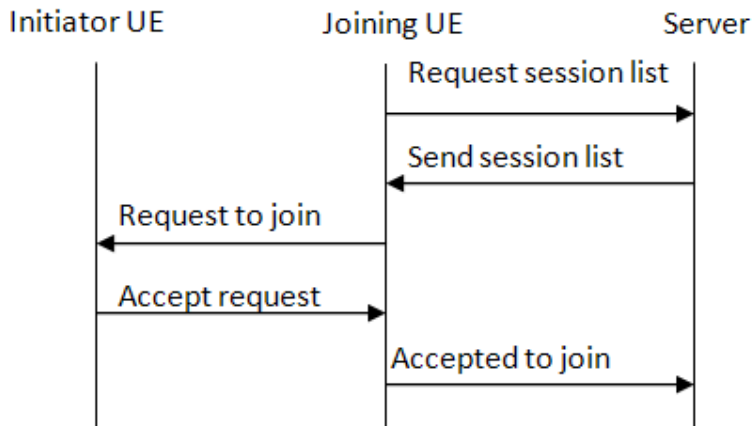 Initiator UE
Joining UE
Server
Request session list
Send session list
Request to join
Accept request
Accepted to join